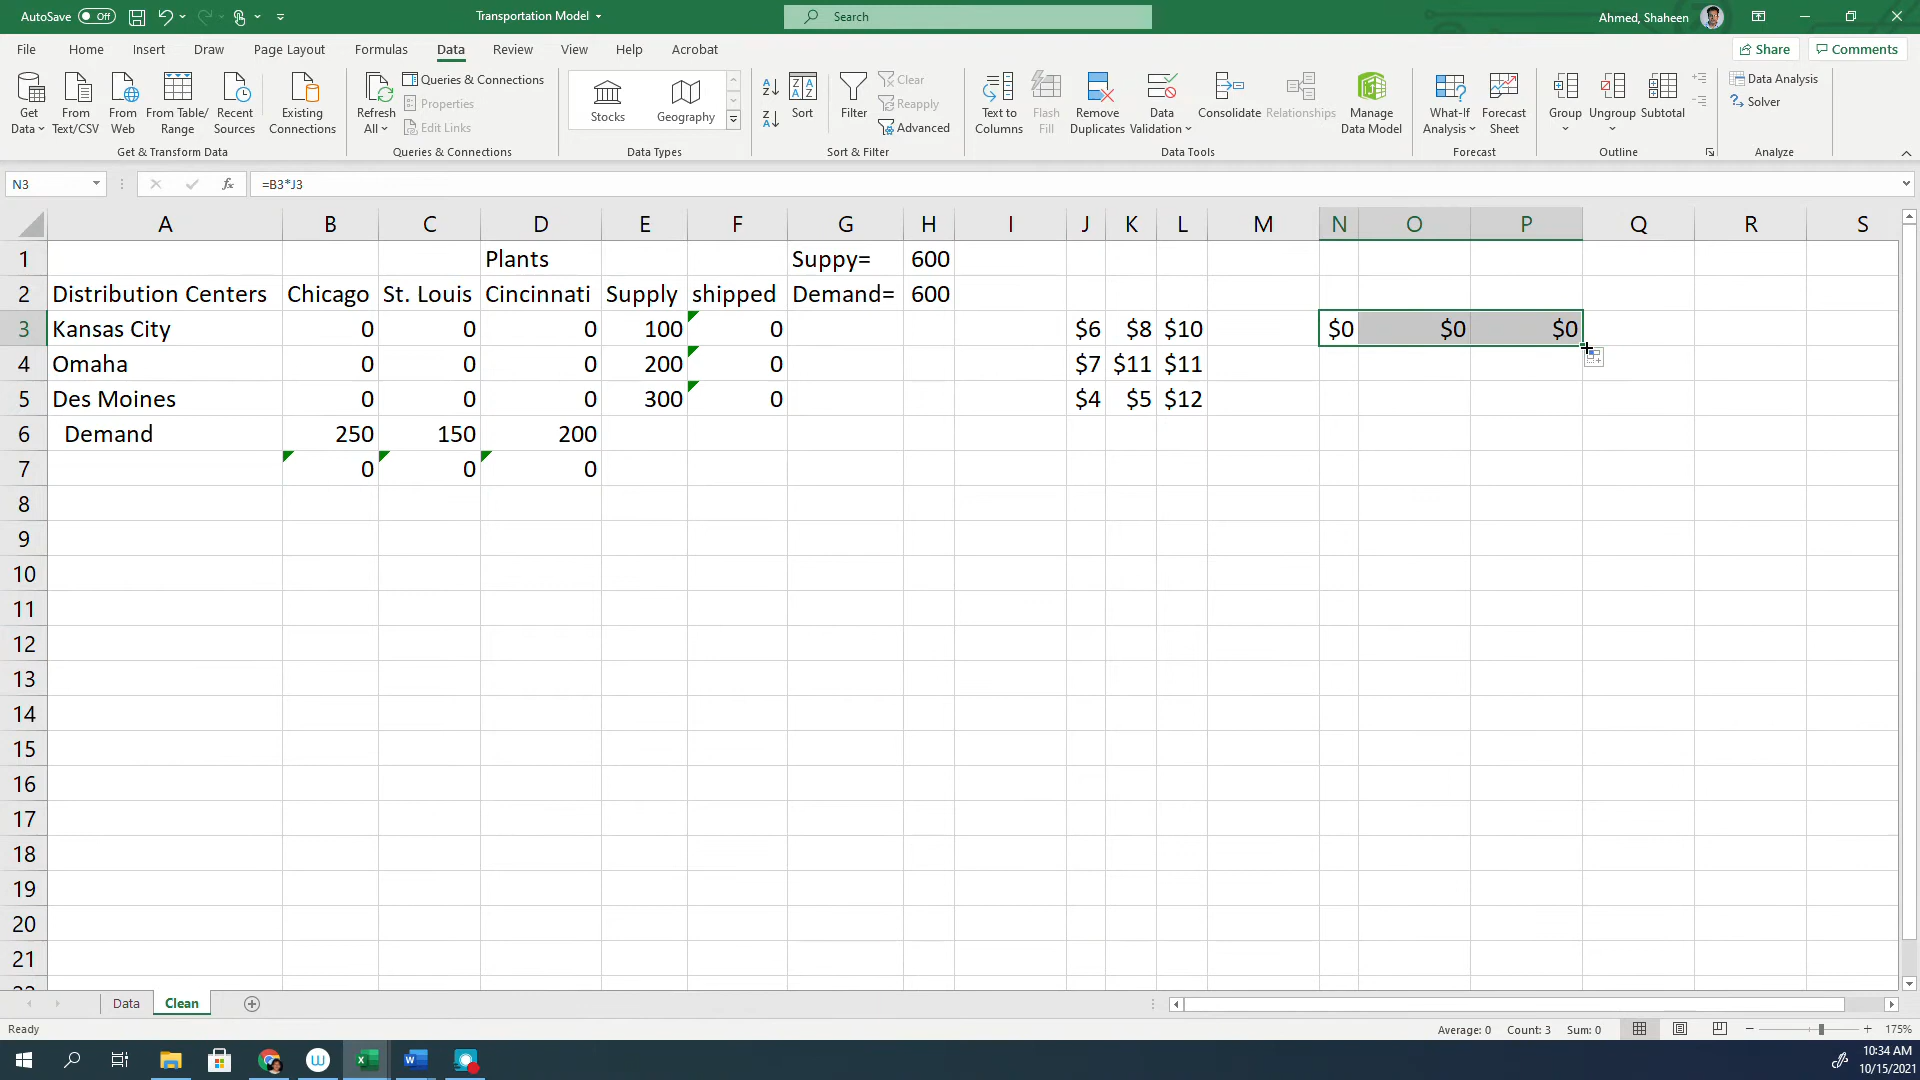 AutoSave Off Transportation Model Search Ahmed, Shaheen
File Home Insert Draw Page Layout Formulas Data Review View Help Acrobat Share Comments
Get Data From Text/CSV From Web From Table/Range Recent Sources Existing Connections
Get & Transform Data
Refresh All Queries & Connections Properties Edit Links
Queries & Connections
Stocks Geography
Data Types
Sort Filter Clear Reapply Advanced
Sort & Filter
Text to Columns Flash Fill Remove Duplicates Data Validation Consolidate Relationships Manage Data Model
Data Tools
What-If Analysis Forecast Sheet
Forecast
Group Ungroup Subtotal
Outline
Data Analysis Solver
Analyze
N3 fx =B3*J3
A B C D E F G H I J K L M N O P Q R S
1 Plants Suppy= 600
2 Distribution Centers Chicago St. Louis Cincinnati Supply shipped Demand= 600
3 Kansas City 0 0 0 100 0 $6 $8 $10 $0 $0 $0
4 Omaha 0 0 0 200 0 $7 $11 $11
5 Des Moines 0 0 0 300 0 $4 $5 $12
6 Demand 250 150 200
7 0 0 0
8
9
10
11
12
13
14
15
16
17
18
19
20
21
Data Clean
Ready Average: 0 Count: 3 Sum: 0 175%
10:34 AM
10/15/2021